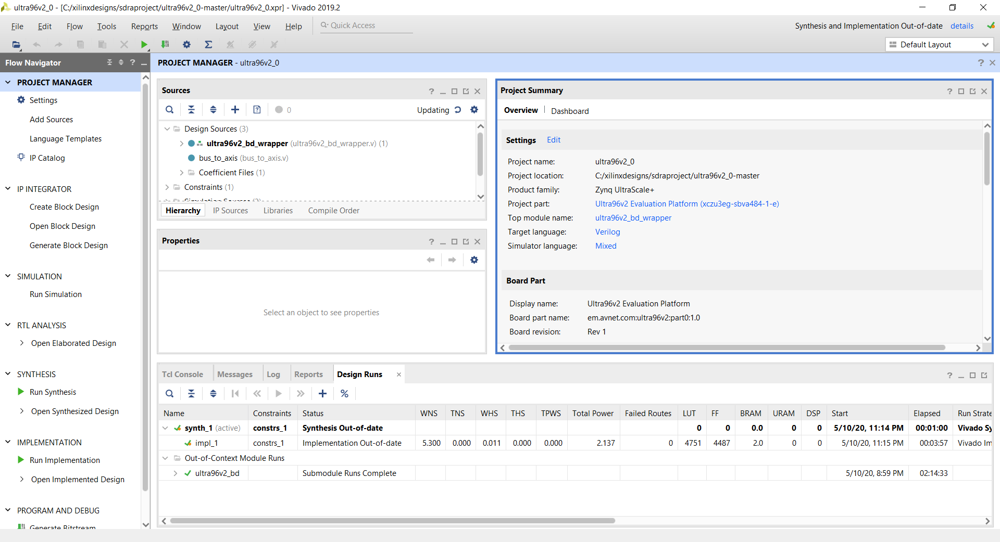 ultra96v2_0 - [C:/xilinxdesigns/sdraproject/ultra96v2_0-master/ultra96v2_0.xpr] - Vivado 2019.2
File Edit Flow Tools Reports Window Layout View Help Quick Access
Synthesis and Implementation Out-of-date details
Default Layout
Flow Navigator
PROJECT MANAGER
Settings
Add Sources
Language Templates
IP Catalog
IP INTEGRATOR
Create Block Design
Open Block Design
Generate Block Design
SIMULATION
Run Simulation
RTL ANALYSIS
Open Elaborated Design
SYNTHESIS
Run Synthesis
Open Synthesized Design
IMPLEMENTATION
Run Implementation
Open Implemented Design
PROGRAM AND DEBUG
Generate Bitstream
PROJECT MANAGER - ultra96v2_0
Sources
0
Updating
Design Sources (3)
ultra96v2_bd_wrapper (ultra96v2_bd_wrapper.v) (1)
bus_to_axis (bus_to_axis.v)
Coefficient Files (1)
Constraints (1)
Simulation Sources (2)
Hierarchy IP Sources Libraries Compile Order
Properties
Select an object to see properties
Project Summary
Overview Dashboard
Settings Edit
Project name: ultra96v2_0
Project location: C:/xilinxdesigns/sdraproject/ultra96v2_0-master
Product family: Zynq UltraScale+
Project part: Ultra96v2 Evaluation Platform (xczu3eg-sbva484-1-e)
Top module name: ultra96v2_bd_wrapper
Target language: Verilog
Simulator language: Mixed
Board Part
Display name: Ultra96v2 Evaluation Platform
Board part name: em.avnet.com:ultra96v2:part0:1.0
Board revision: Rev 1
Tcl Console Messages Log Reports Design Runs
Name Constraints Status WNS TNS WHS THS TPWS Total Power Failed Routes LUT FF BRAM URAM DSP Start Elapsed Run Strate
synth_1 (active) constrs_1 Synthesis Out-of-date 0 0 0.0 0 0 5/10/20, 11:14 PM 00:01:00 Vivado Sy
impl_1 constrs_1 Implementation Out-of-date 5.300 0.000 0.011 0.000 0.000 2.137 0 4751 4487 2.0 0 0 5/10/20, 11:15 PM 00:03:57 Vivado Im
Out-of-Context Module Runs
ultra96v2_bd Submodule Runs Complete 5/10/20, 8:59 PM 02:14:33